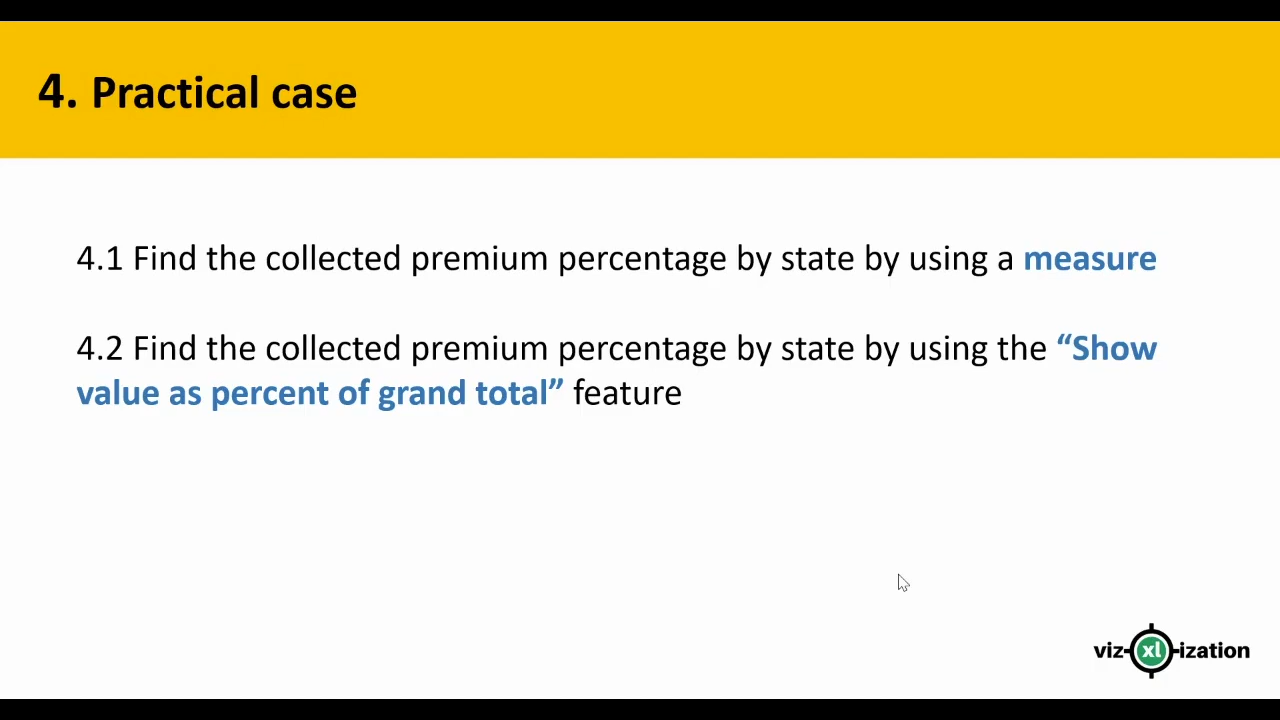 4. Practical case
4.1 Find the collected premium percentage by state by using a measure
4.2 Find the collected premium percentage by state by using the “Show
value as percent of grand total” feature
viz-xl-ization